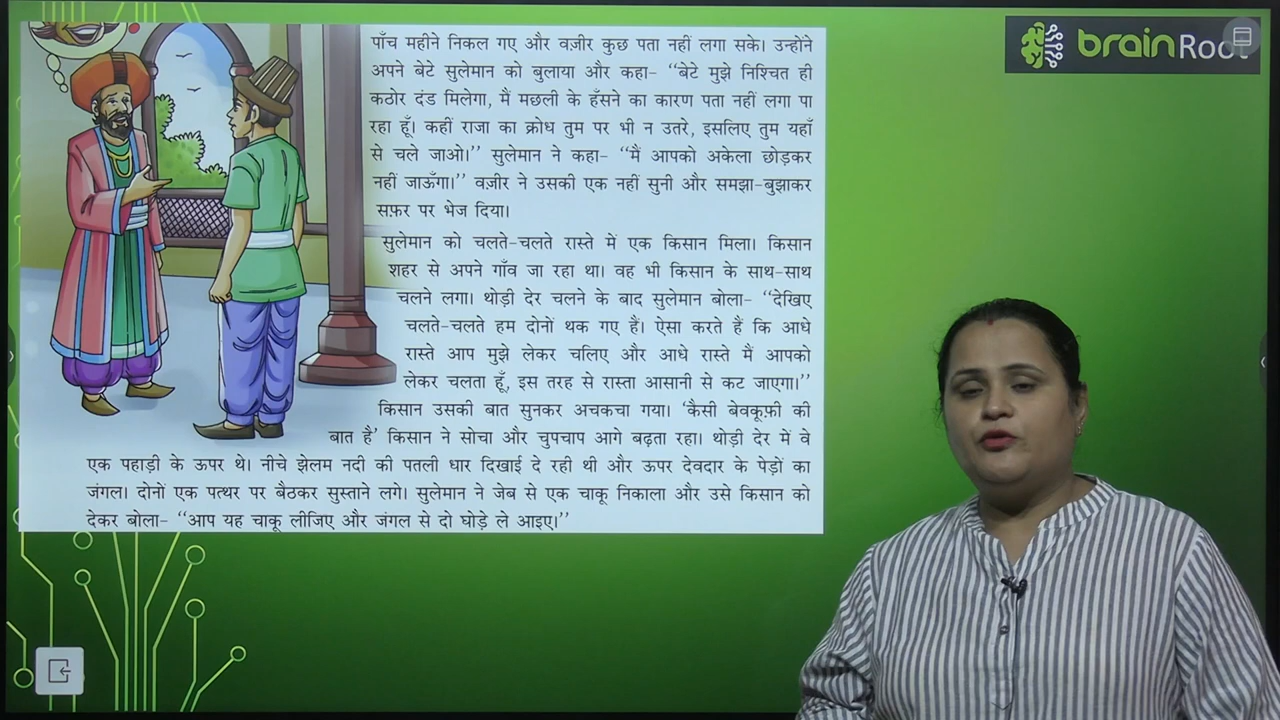 पाँच महीने निकल गए और वज़ीर कुछ पता नहीं लगा सके। उन्होंने
अपने बेटे सुलेमान को बुलाया और कहा- “बेटे मुझे निश्चित ही
कठोर दंड मिलेगा, मैं मछली के हँसने का कारण पता नहीं लगा पा
रहा हूँ। कहीं राजा का क्रोध तुम पर भी न उतरे, इसलिए तुम यहाँ
से चले जाओ।” सुलेमान ने कहा- “मैं आपको अकेला छोड़कर
नहीं जाऊँगा।” वज़ीर ने उसकी एक नहीं सुनी और समझा-बुझाकर
सफ़र पर भेज दिया।
सुलेमान को चलते-चलते रास्ते में एक किसान मिला। किसान
शहर से अपने गाँव जा रहा था। वह भी किसान के साथ-साथ
चलने लगा। थोड़ी देर चलने के बाद सुलेमान बोला- “देखिए
चलते-चलते हम दोनों थक गए हैं। ऐसा करते हैं कि आधे
रास्ते आप मुझे लेकर चलिए और आधे रास्ते मैं आपको
लेकर चलता हूँ, इस तरह से रास्ता आसानी से कट जाएगा।”
किसान उसकी बात सुनकर अचकचा गया। ‘कैसी बेवकूफ़ी की
बात है’ किसान ने सोचा और चुपचाप आगे बढ़ता रहा। थोड़ी देर में वे
एक पहाड़ी के ऊपर थे। नीचे झेलम नदी की पतली धार दिखाई दे रही थी और ऊपर देवदार के पेड़ों का
जंगल। दोनों एक पत्थर पर बैठकर सुस्ताने लगे। सुलेमान ने जेब से एक चाकू निकाला और उसे किसान को
देकर बोला- “आप यह चाकू लीजिए और जंगल से दो घोड़े ले आइए।”
brainRoot